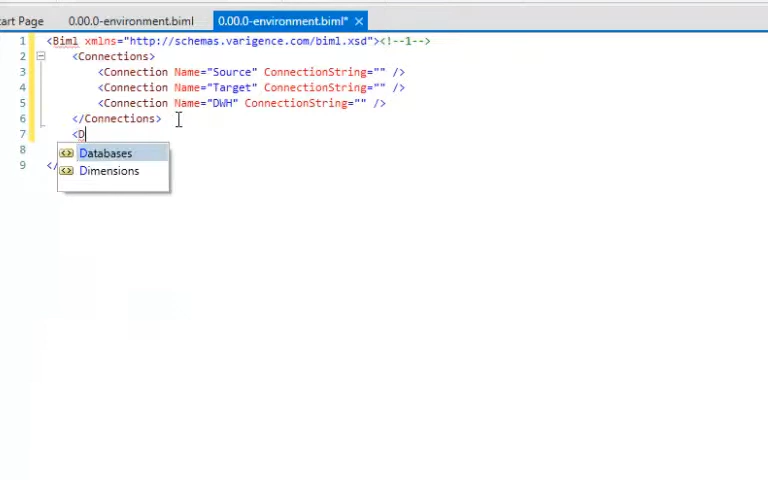 art Page 0.00.0-environment.biml 0.00.0-environment.biml*
1 <Biml xmlns="http://schemas.varigence.com/biml.xsd"><!--1-->
2 <Connections>
3 <Connection Name="Source" ConnectionString="" />
4 <Connection Name="Target" ConnectionString="" />
5 <Connection Name="DWH" ConnectionString="" />
6 </Connections>
7 <D
8 Databases
Dimensions
9 </